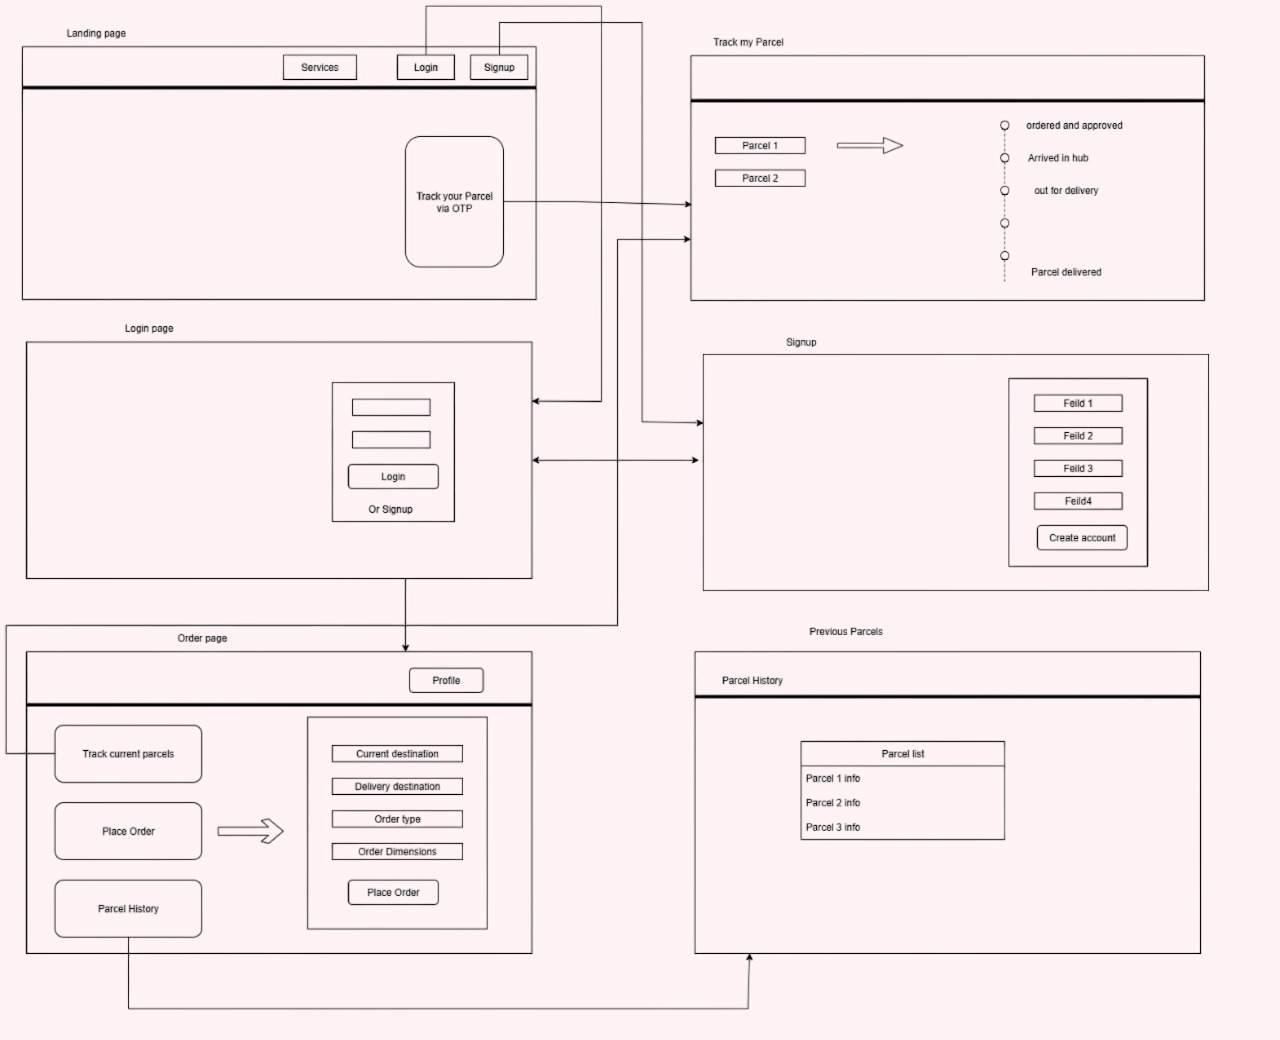 Landing page
Services
Login
Signup
Track your Parcel
via OTP
Track my Parcel
Parcel 1
Parcel 2
ordered and approved
Arrived in hub
out for delivery
Parcel delivered
Login page
Login
Or Signup
Signup
Feild 1
Feild 2
Feild 3
Feild4
Create account
Order page
Profile
Track current parcels
Place Order
Parcel History
Current destination
Delivery destination
Order type
Order Dimensions
Place Order
Previous Parcels
Parcel History
Parcel list
Parcel 1 info
Parcel 2 info
Parcel 3 info